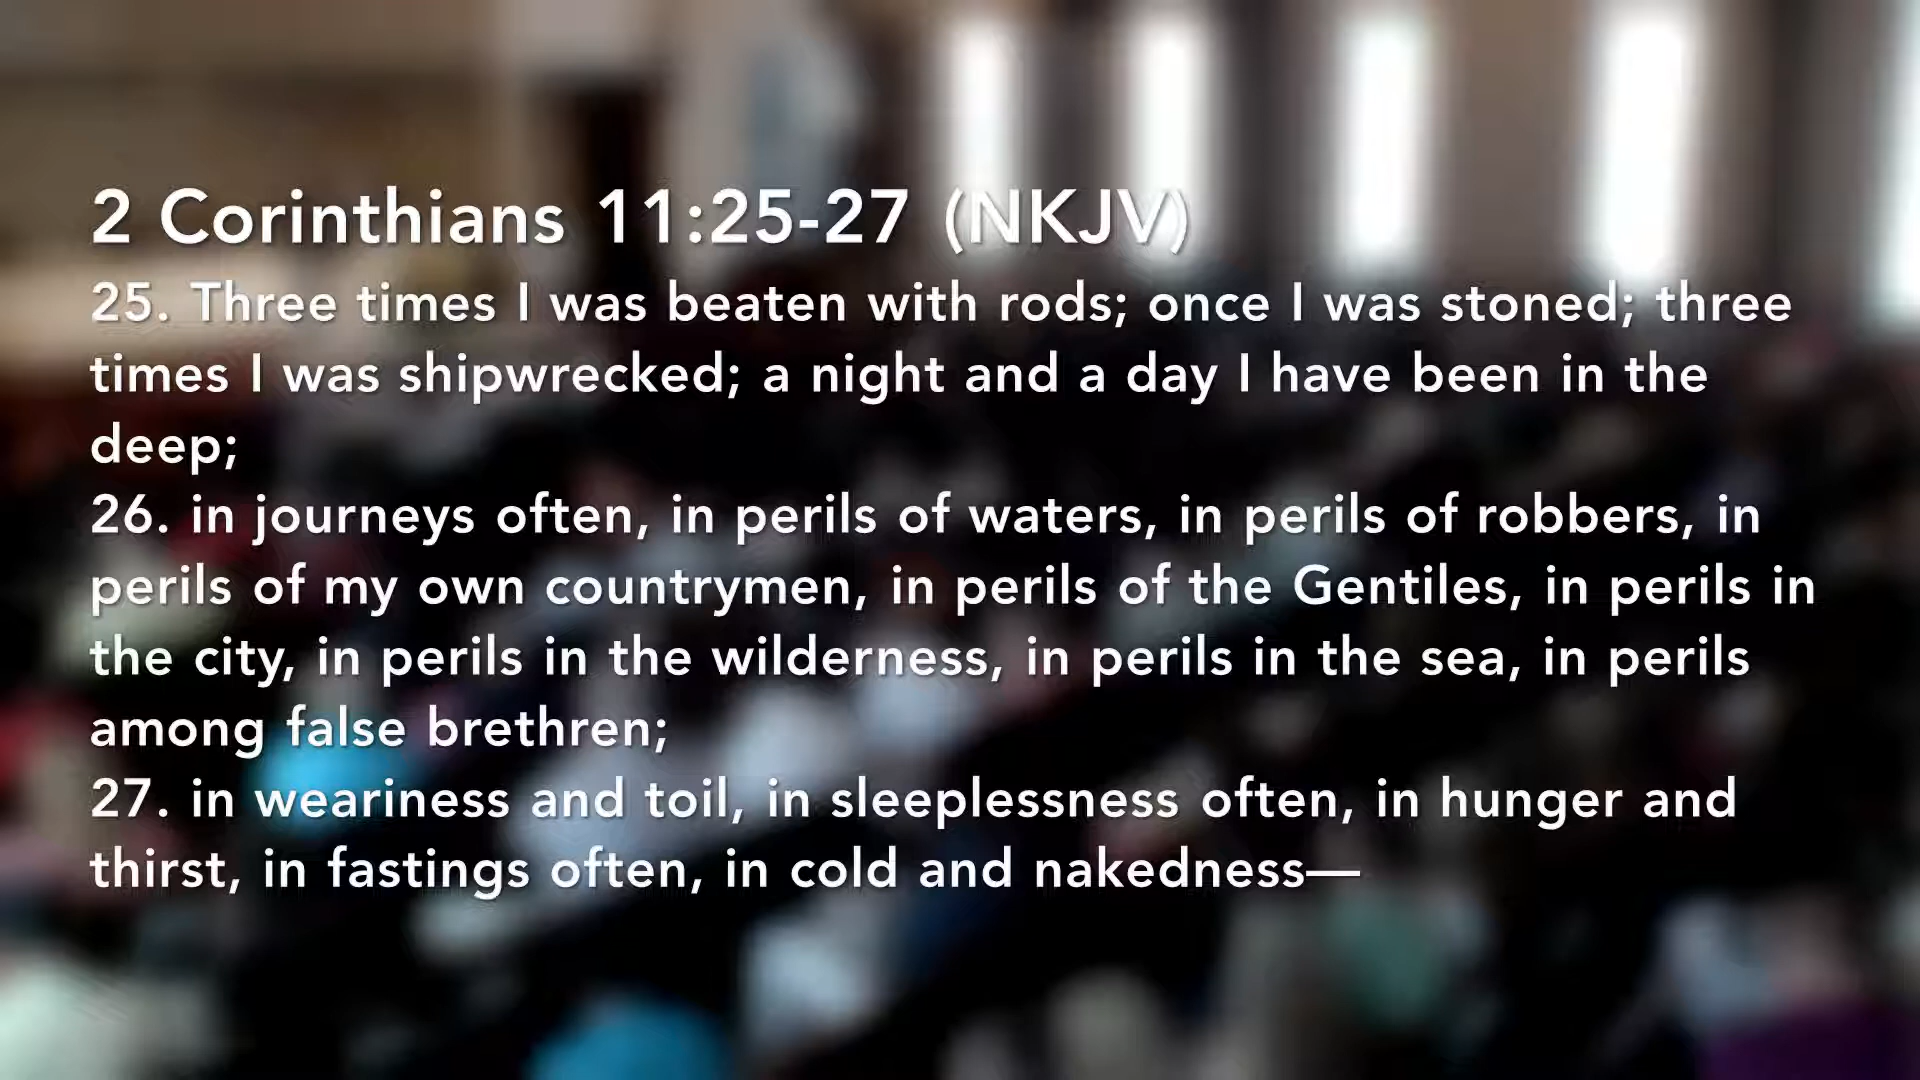 2 Corinthians 11:25-27 (NKJV)
25. Three times I was beaten with rods; once I was stoned; three
times I was shipwrecked; a night and a day I have been in the
deep;
26. in journeys often, in perils of waters, in perils of robbers, in
perils of my own countrymen, in perils of the Gentiles, in perils in
the city, in perils in the wilderness, in perils in the sea, in perils
among false brethren;
27. in weariness and toil, in sleeplessness often, in hunger and
thirst, in fastings often, in cold and nakedness—